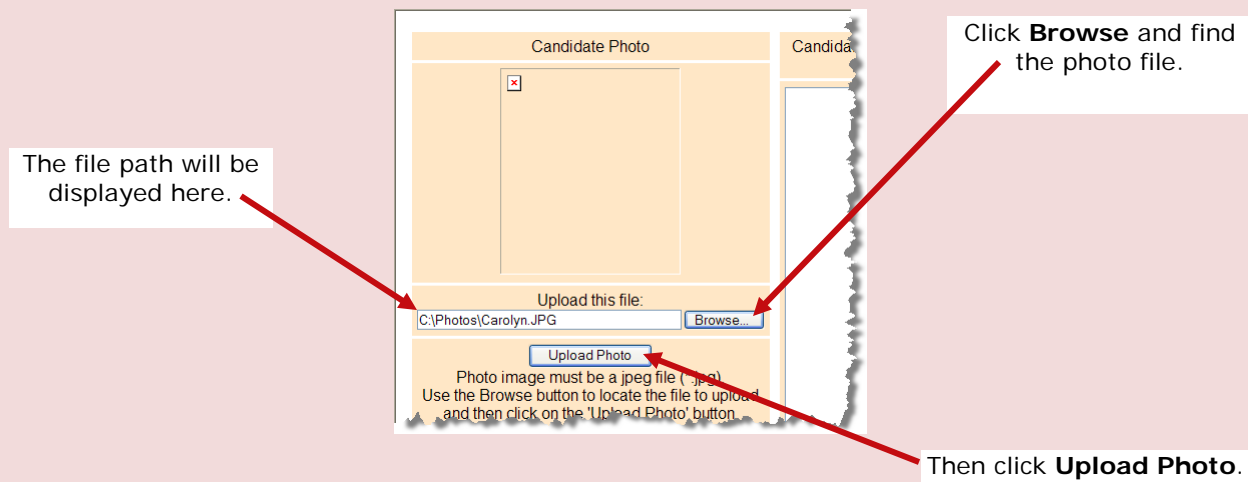 Candidate Photo
Candida
Click Browse and find
the photo file.
The file path will be
displayed here.
Upload this file:
C:\Photos\Carolyn.JPG
Browse...
Upload Photo
Photo image must be a jpeg file (*.jpg)
Use the Browse button to locate the file to upload
and then click on the 'Upload Photo' button
Then click Upload Photo.